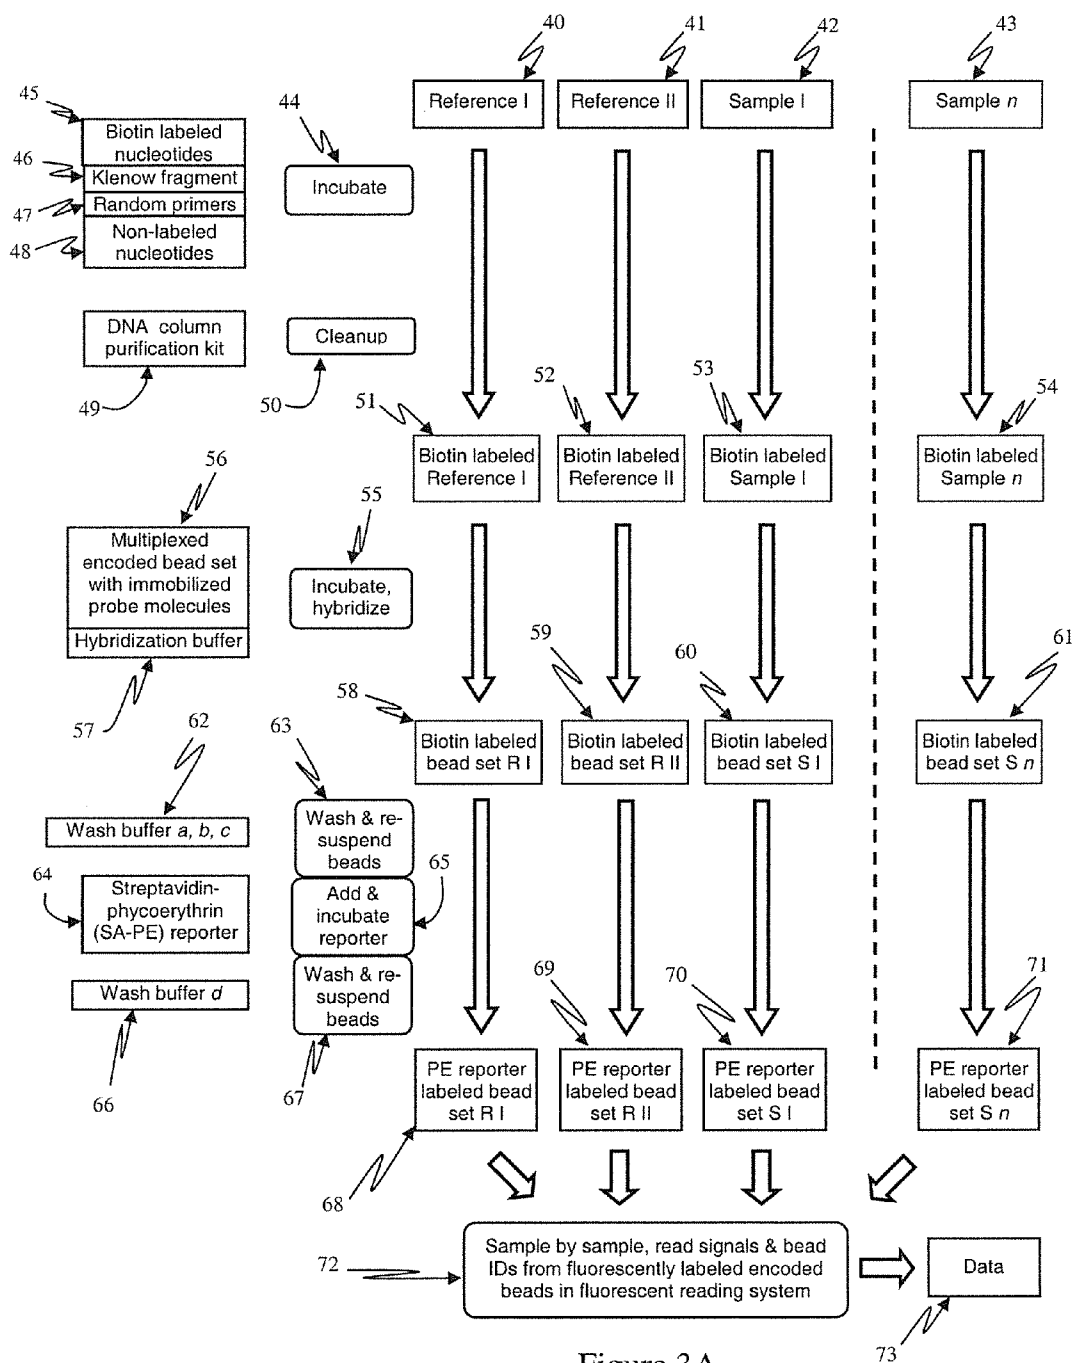 40
41
42
43
Reference I
Reference II
Sample I
Sample n
45
44
Biotin labeled
nucleotides
46
Klenow fragment
Incubate
47
Random primers
48
Non-labeled
nucleotides
DNA column
purification kit
Cleanup
49
50
51
52
53
54
Biotin labeled
Reference I
Biotin labeled
Reference II
Biotin labeled
Sample I
Biotin labeled
Sample n
56
55
Multiplexed
encoded bead set
with immobilized
probe molecules
Incubate,
hybridize
Hybridization buffer
57
58
59
60
61
62
63
Biotin labeled
bead set R I
Biotin labeled
bead set R II
Biotin labeled
bead set S I
Biotin labeled
bead set S n
Wash buffer a, b, c
Wash & re-
suspend
beads
64
65
Streptavidin-
phycoerythrin
(SA-PE) reporter
Add &
incubate
reporter
Wash buffer d
Wash & re-
suspend
beads
66
67
69
70
71
PE reporter
labeled bead
set R I
PE reporter
labeled bead
set R II
PE reporter
labeled bead
set S I
PE reporter
labeled bead
set S n
68
72
Sample by sample, read signals & bead
IDs from fluorescently labeled encoded
beads in fluorescent reading system
Data
73
Figure 3A